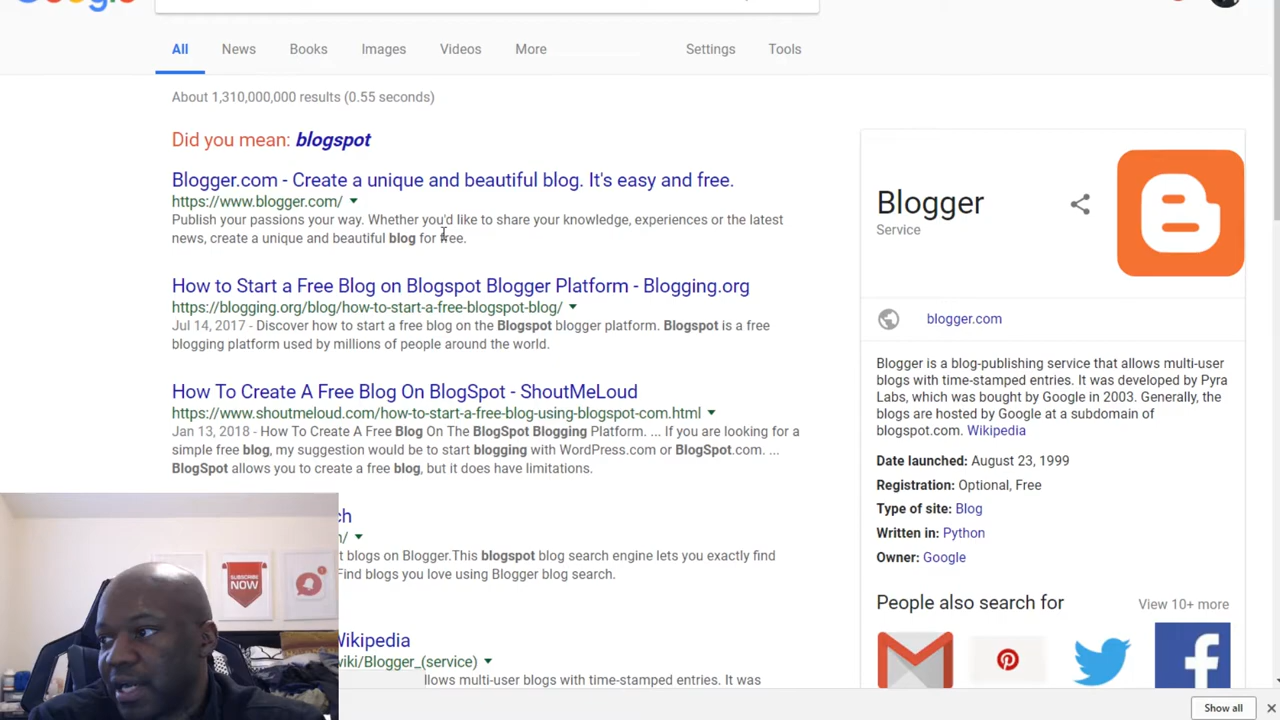 Google
All News Books Images Videos More Settings Tools
About 1,310,000,000 results (0.55 seconds)
Did you mean: blogspot
Blogger.com - Create a unique and beautiful blog. It's easy and free.
https://www.blogger.com/
Publish your passions your way. Whether you'd like to share your knowledge, experiences or the latest
news, create a unique and beautiful blog for free.
How to Start a Free Blog on Blogspot Blogger Platform - Blogging.org
https://blogging.org/blog/how-to-start-a-free-blogspot-blog/
Jul 14, 2017 - Discover how to start a free blog on the Blogspot blogger platform. Blogspot is a free
blogging platform used by millions of people around the world.
How To Create A Free Blog On BlogSpot - ShoutMeLoud
https://www.shoutmeloud.com/how-to-start-a-free-blog-using-blogspot-com.html
Jan 13, 2018 - How To Create A Free Blog On The BlogSpot Blogging Platform. ... If you are looking for a
simple free blog, my suggestion would be to start blogging with WordPress.com or BlogSpot.com. ...
BlogSpot allows you to create a free blog, but it does have limitations.
ch
m/
t blogs on Blogger.This blogspot blog search engine lets you exactly find
Find blogs you love using Blogger blog search.
Wikipedia
wiki/Blogger_(service)
llows multi-user blogs with time-stamped entries. It was
SUBSCRIBE
NOW
Blogger
Service
blogger.com
Blogger is a blog-publishing service that allows multi-user
blogs with time-stamped entries. It was developed by Pyra
Labs, which was bought by Google in 2003. Generally, the
blogs are hosted by Google at a subdomain of
blogspot.com. Wikipedia
Date launched: August 23, 1999
Registration: Optional, Free
Type of site: Blog
Written in: Python
Owner: Google
People also search for View 10+ more
Show all